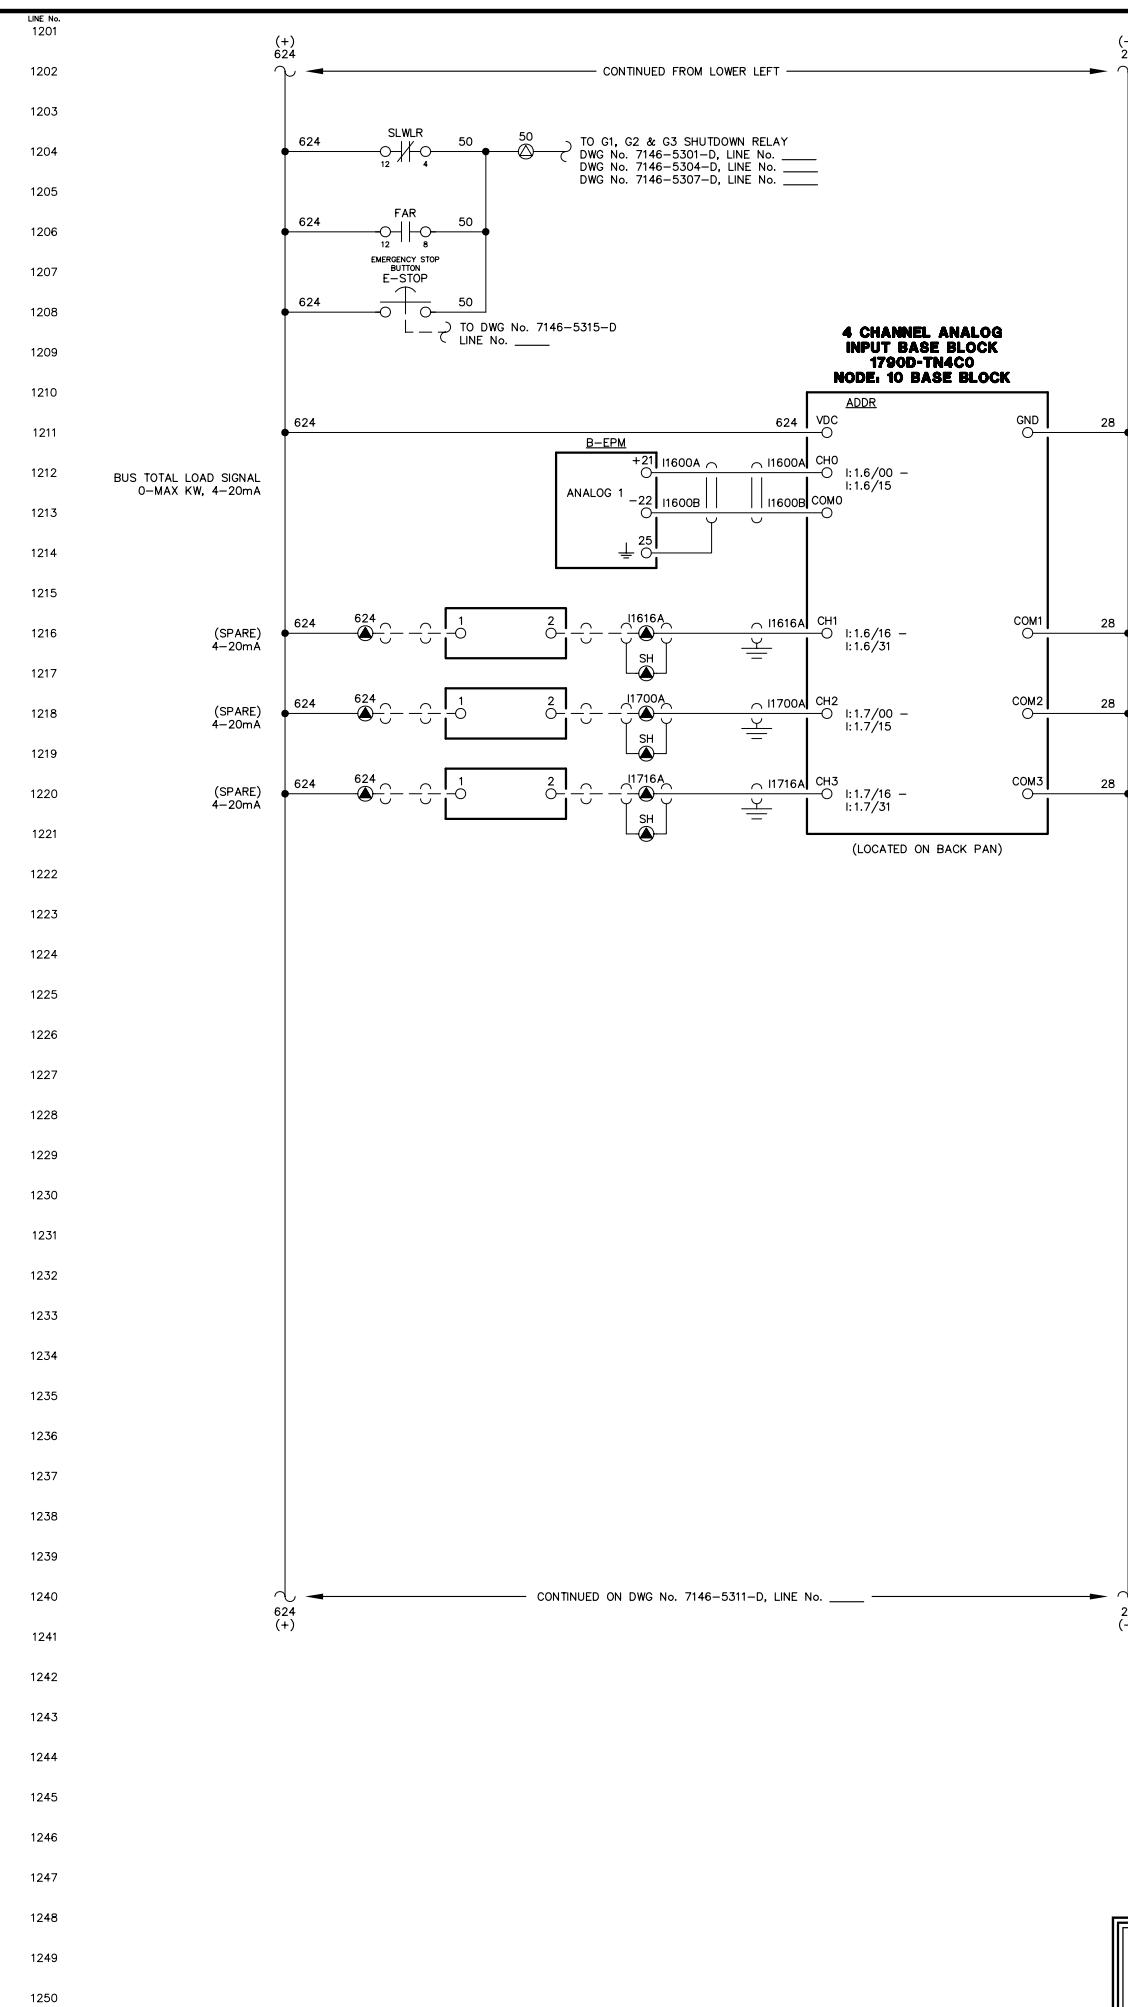 LINE No.
1201
(+)
624
(-
2
1202
CONTINUED FROM LOWER LEFT
1203
1204
624
SLWLR
12
4
50
50
TO G1, G2 & G3 SHUTDOWN RELAY
DWG No. 7146-5301-D, LINE No. _____
DWG No. 7146-5304-D, LINE No. _____
DWG No. 7146-5307-D, LINE No. _____
1205
1206
624
FAR
12
8
50
1207
EMERGENCY STOP
BUTTON
E-STOP
1208
624
50
TO DWG No. 7146-5315-D
LINE No. _____
1209
4 CHANNEL ANALOG
INPUT BASE BLOCK
1790D-TN4C0
NODE: 10 BASE BLOCK
1210
ADDR
1211
624
624
VDC
GND
28
B-EPM
1212
BUS TOTAL LOAD SIGNAL
0-MAX KW, 4-20mA
ANALOG 1
+21
I1600A
I1600A
CH0
I:1.6/00 -
I:1.6/15
1213
-22
I1600B
I1600B
COM0
1214
25
1215
1216
(SPARE)
4-20mA
624
624
1
2
I1616A
I1616A
CH1
I:1.6/16 -
I:1.6/31
COM1
28
1217
SH
1218
(SPARE)
4-20mA
624
624
1
2
I1700A
I1700A
CH2
I:1.7/00 -
I:1.7/15
COM2
28
1219
SH
1220
(SPARE)
4-20mA
624
624
1
2
I1716A
I1716A
CH3
I:1.7/16 -
I:1.7/31
COM3
28
1221
SH
(LOCATED ON BACK PAN)
1222
1223
1224
1225
1226
1227
1228
1229
1230
1231
1232
1233
1234
1235
1236
1237
1238
1239
1240
CONTINUED ON DWG No. 7146-5311-D, LINE No. _____
624
(+)
2
(-
1241
1242
1243
1244
1245
1246
1247
1248
1249
1250